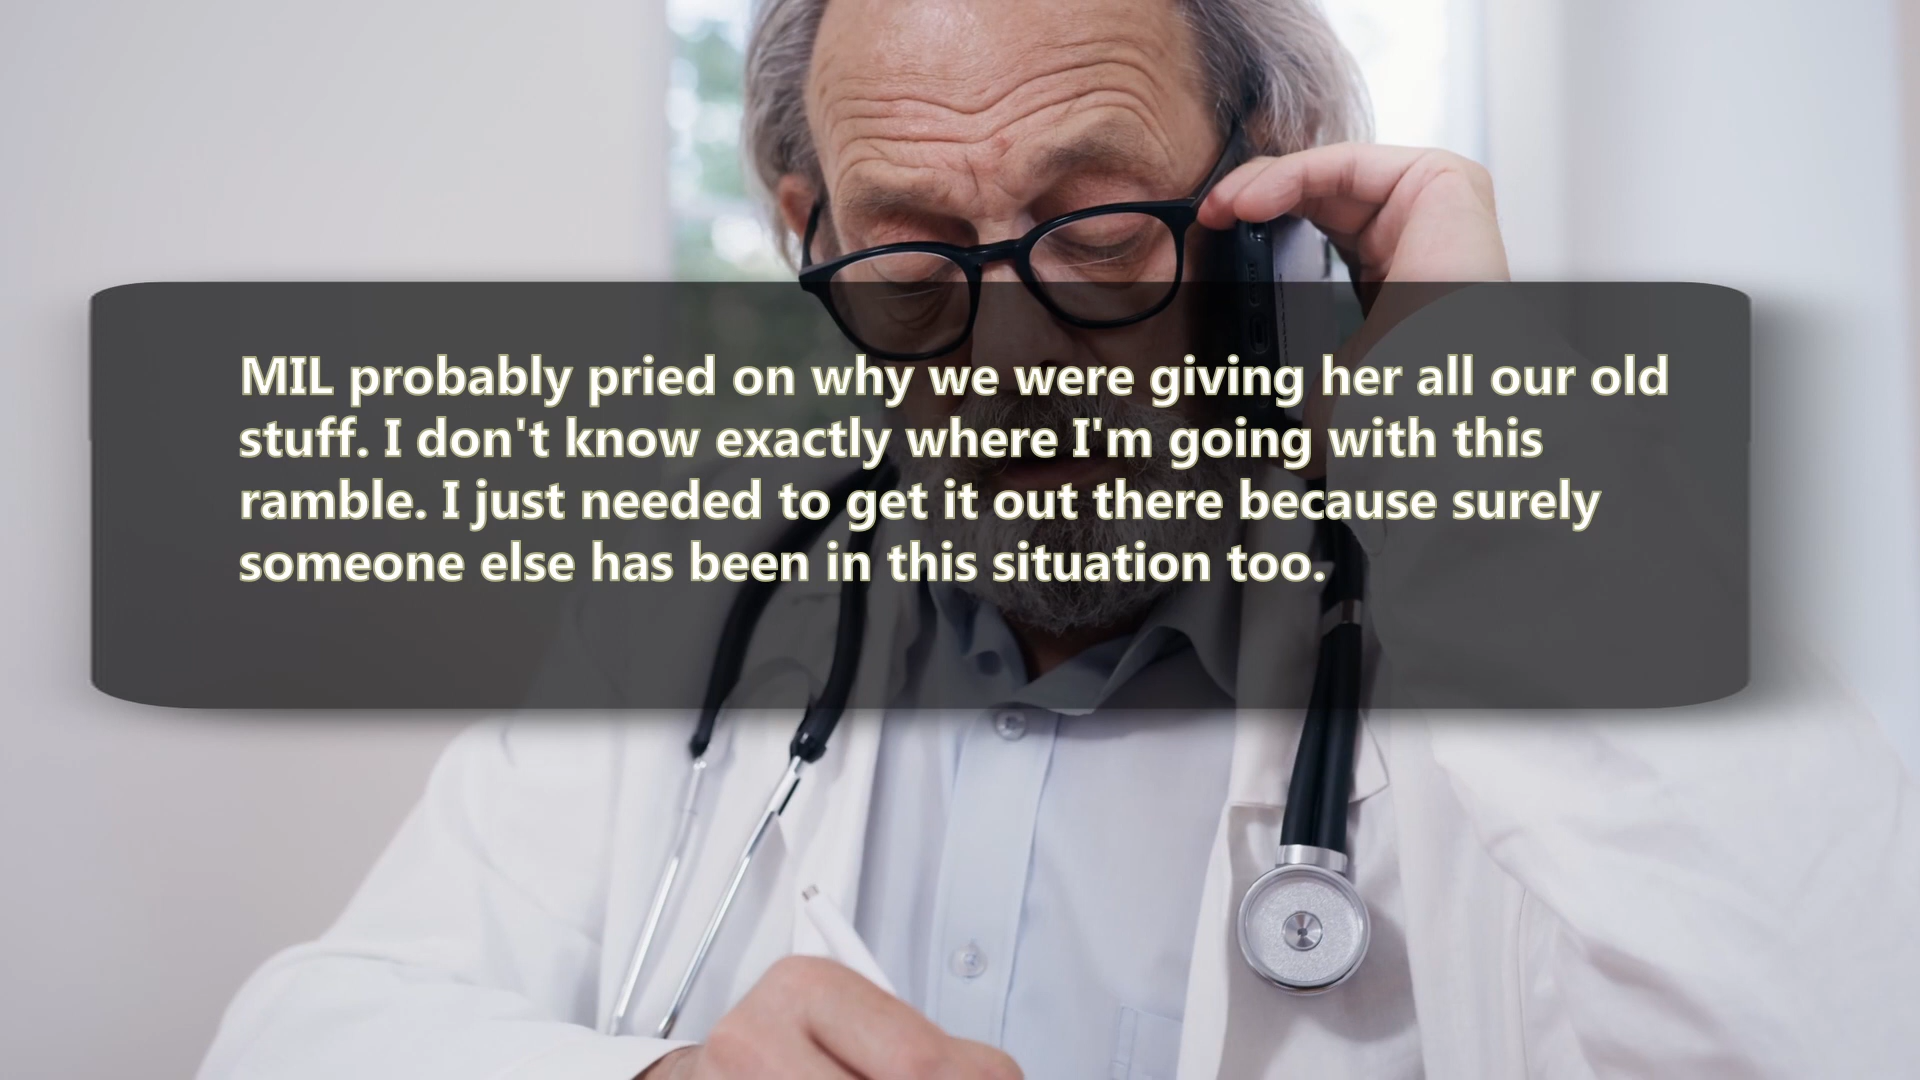 MIL probably pried on why we were giving her all our old
stuff. I don't know exactly where I'm going with this
ramble. I just needed to get it out there because surely
someone else has been in this situation too.